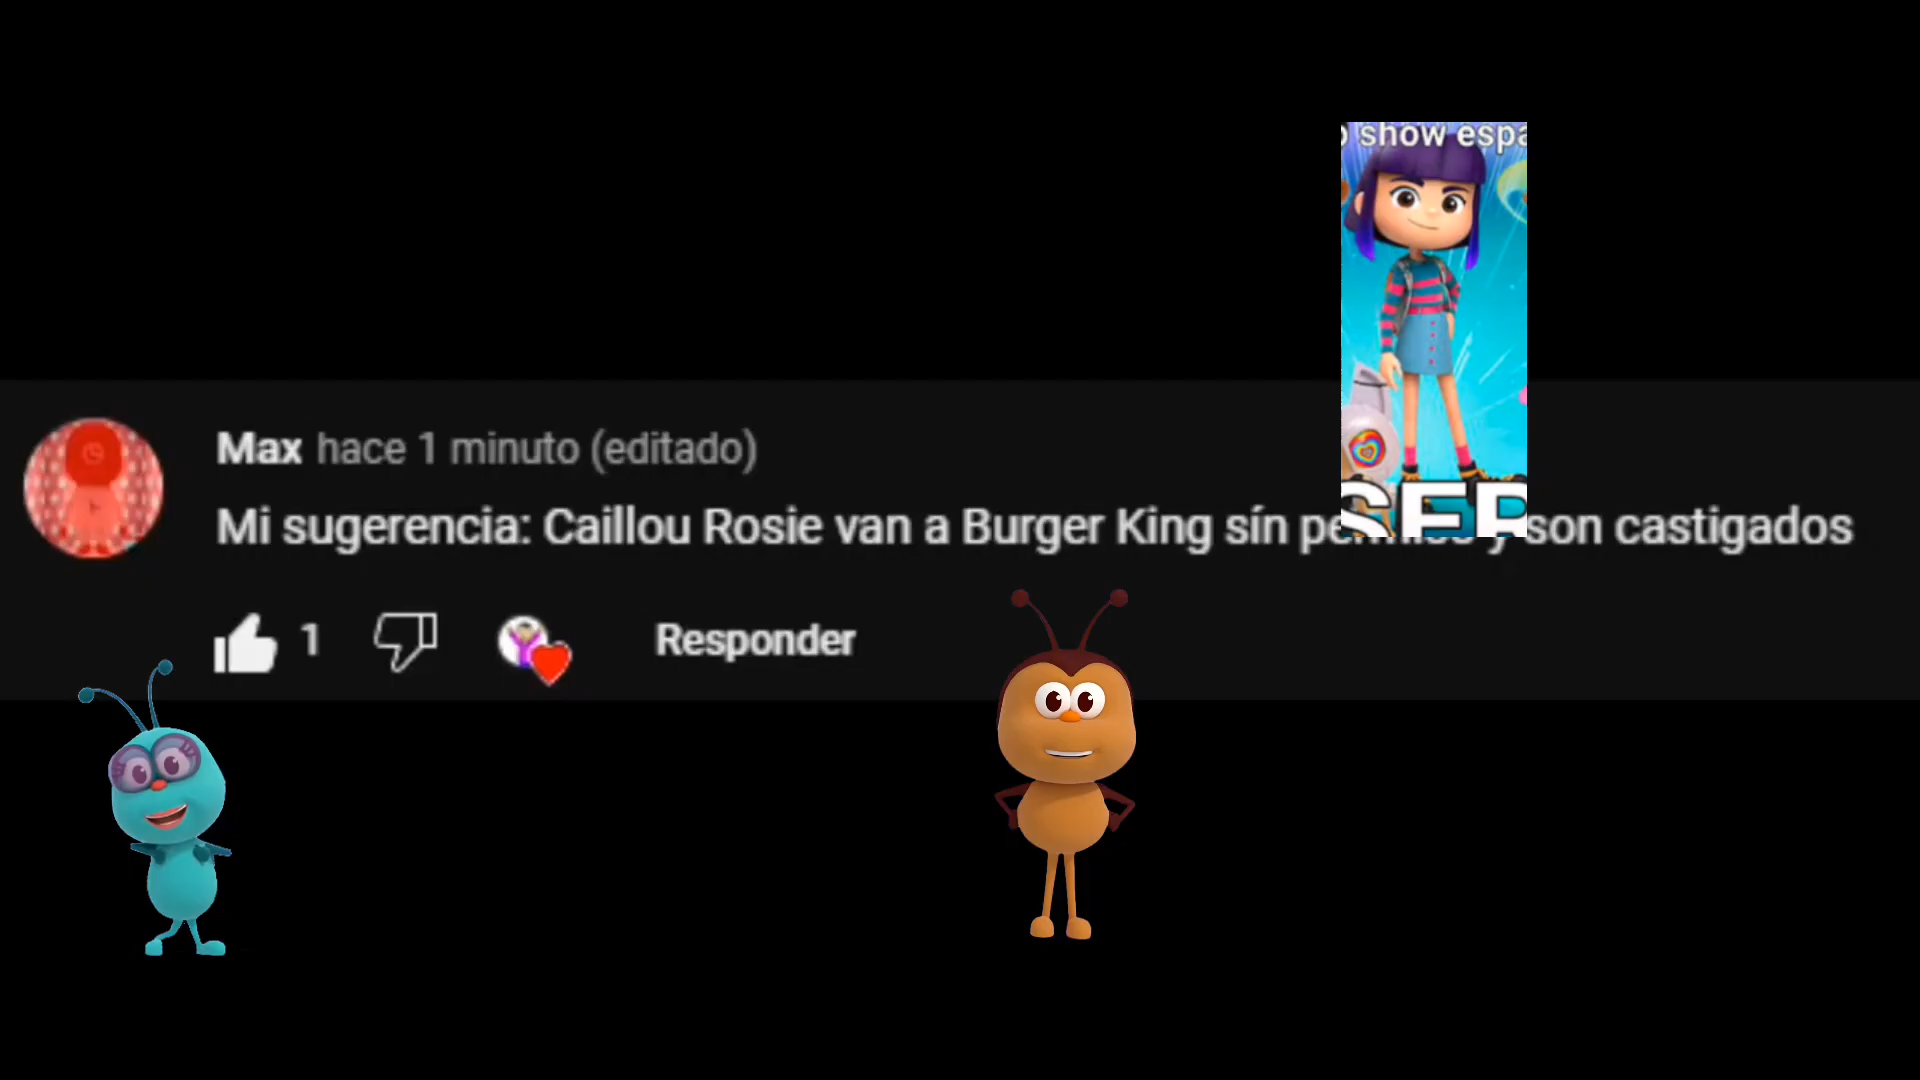 show espa
Max hace 1 minuto (editado)
SER
Mi sugerencia: Caillou Rosie van a Burger King sín y son castigados
1 Responder